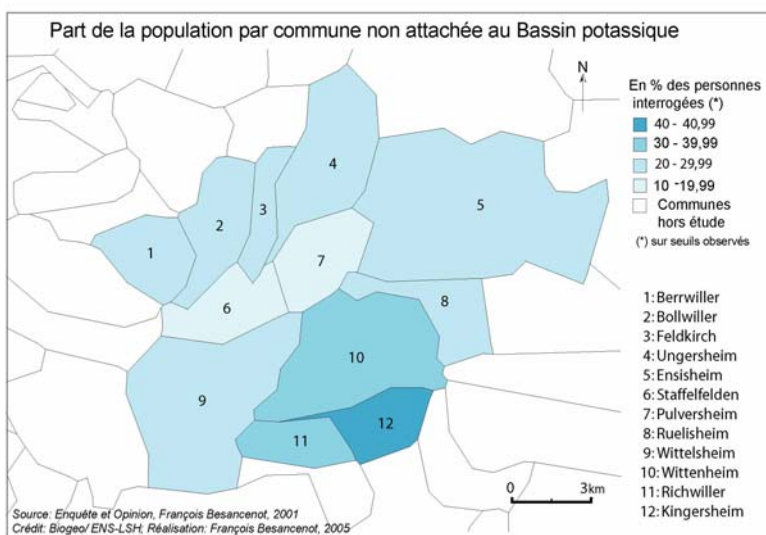 Part de la population par commune non attachée au Bassin potassique
N
En % des personnes
interrogées (*)
40 - 40,99
30 - 39,99
20 - 29,99
10 -19,99
Communes
hors étude
(*) sur seuils observés
1
2
3
4
5
6
7
8
9
10
11
12
1: Berrwiller
2: Bollwiller
3: Feldkirch
4: Ungersheim
5: Ensisheim
6: Staffelfelden
7: Pulversheim
8: Ruelisheim
9: Wittelsheim
10: Wittenheim
11: Richwiller
12: Kingersheim
0 3km
Source: Enquête et Opinion, François Besancenot, 2001
Crédit: Biogeo/ ENS-LSH; Réalisation: François Besancenot, 2005